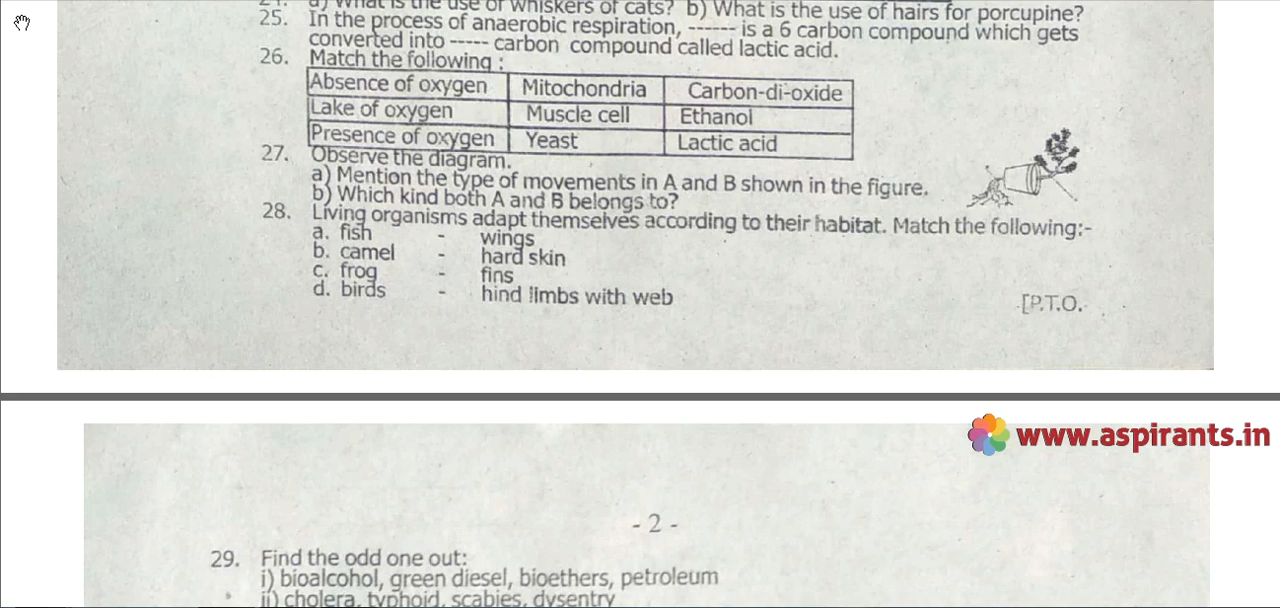 24. a) What is the use of whiskers of cats? b) What is the use of hairs for porcupine?
25. In the process of anaerobic respiration, ------ is a 6 carbon compound which gets
converted into ----- carbon compound called lactic acid.
26. Match the following :
Absence of oxygen Mitochondria Carbon-di-oxide
Lake of oxygen Muscle cell Ethanol
Presence of oxygen Yeast Lactic acid
27. Observe the diagram.
a) Mention the type of movements in A and B shown in the figure.
b) Which kind both A and B belongs to?
28. Living organisms adapt themselves according to their habitat. Match the following:-
a. fish - wings
b. camel - hard skin
c. frog - fins
d. birds - hind limbs with web
[P.T.O.
www.aspirants.in
- 2 -
29. Find the odd one out:
i) bioalcohol, green diesel, bioethers, petroleum
ii) cholera, typhoid, scabies, dysentry